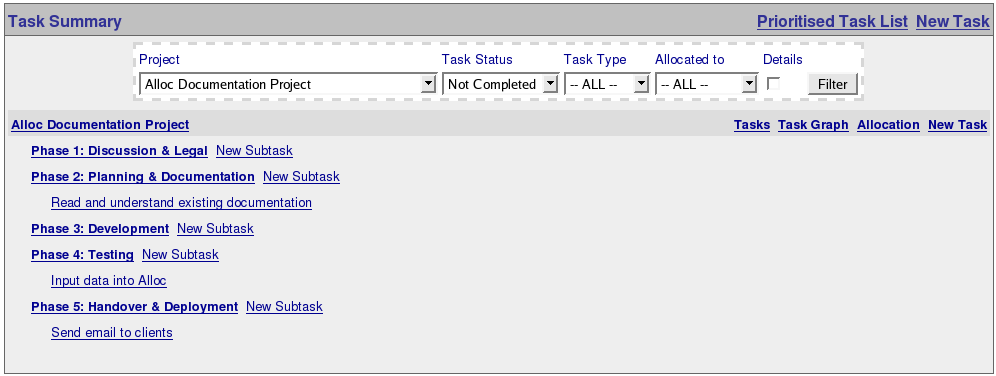 Task Summary Prioritised Task List New Task
Project Task Status Task Type Allocated to Details
Alloc Documentation Project Not Completed -- ALL -- -- ALL -- Filter
Alloc Documentation Project Tasks Task Graph Allocation New Task
Phase 1: Discussion & Legal New Subtask
Phase 2: Planning & Documentation New Subtask
Read and understand existing documentation
Phase 3: Development New Subtask
Phase 4: Testing New Subtask
Input data into Alloc
Phase 5: Handover & Deployment New Subtask
Send email to clients